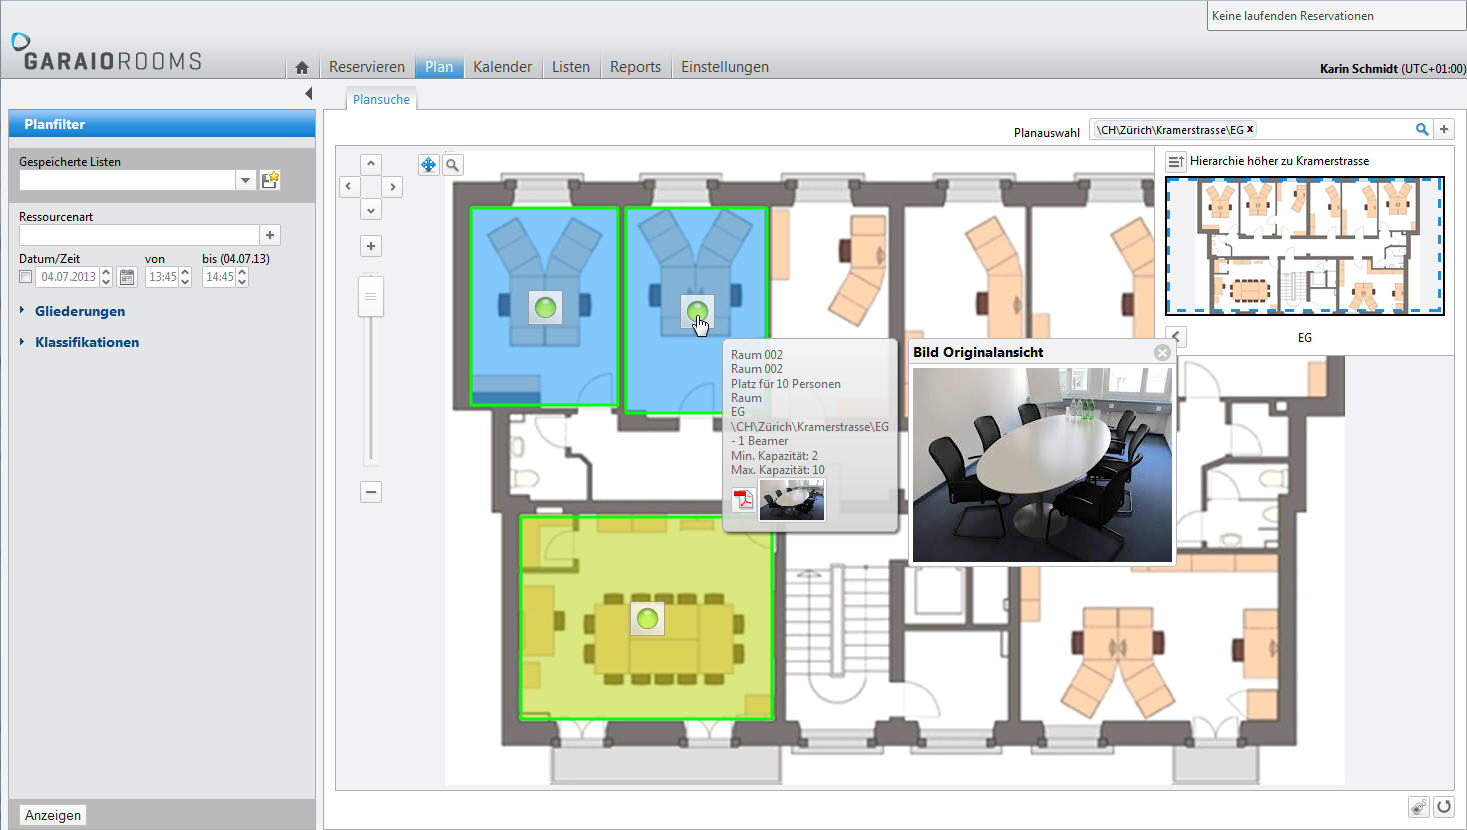 Keine laufenden Reservationen
GARAIOROOMS
Reservieren
Plan
Kalender
Listen
Reports
Einstellungen
Karin Schmidt (UTC+01:00)
Plansuche
Planfilter
Planauswahl
\CH\Zürich\Kramerstrasse\EG x
Gespeicherte Listen
Hierarchie höher zu Kramerstrasse
Ressourcenart
Datum/Zeit von bis (04.07.13)
04.07.2013 13:45 14:45
Gliederungen
Klassifikationen
EG
Raum 002
Raum 002
Platz für 10 Personen
Raum
EG
\CH\Zürich\Kramerstrasse\EG
- 1 Beamer
Min. Kapazität: 2
Max. Kapazität: 10
Bild Originalansicht
Anzeigen